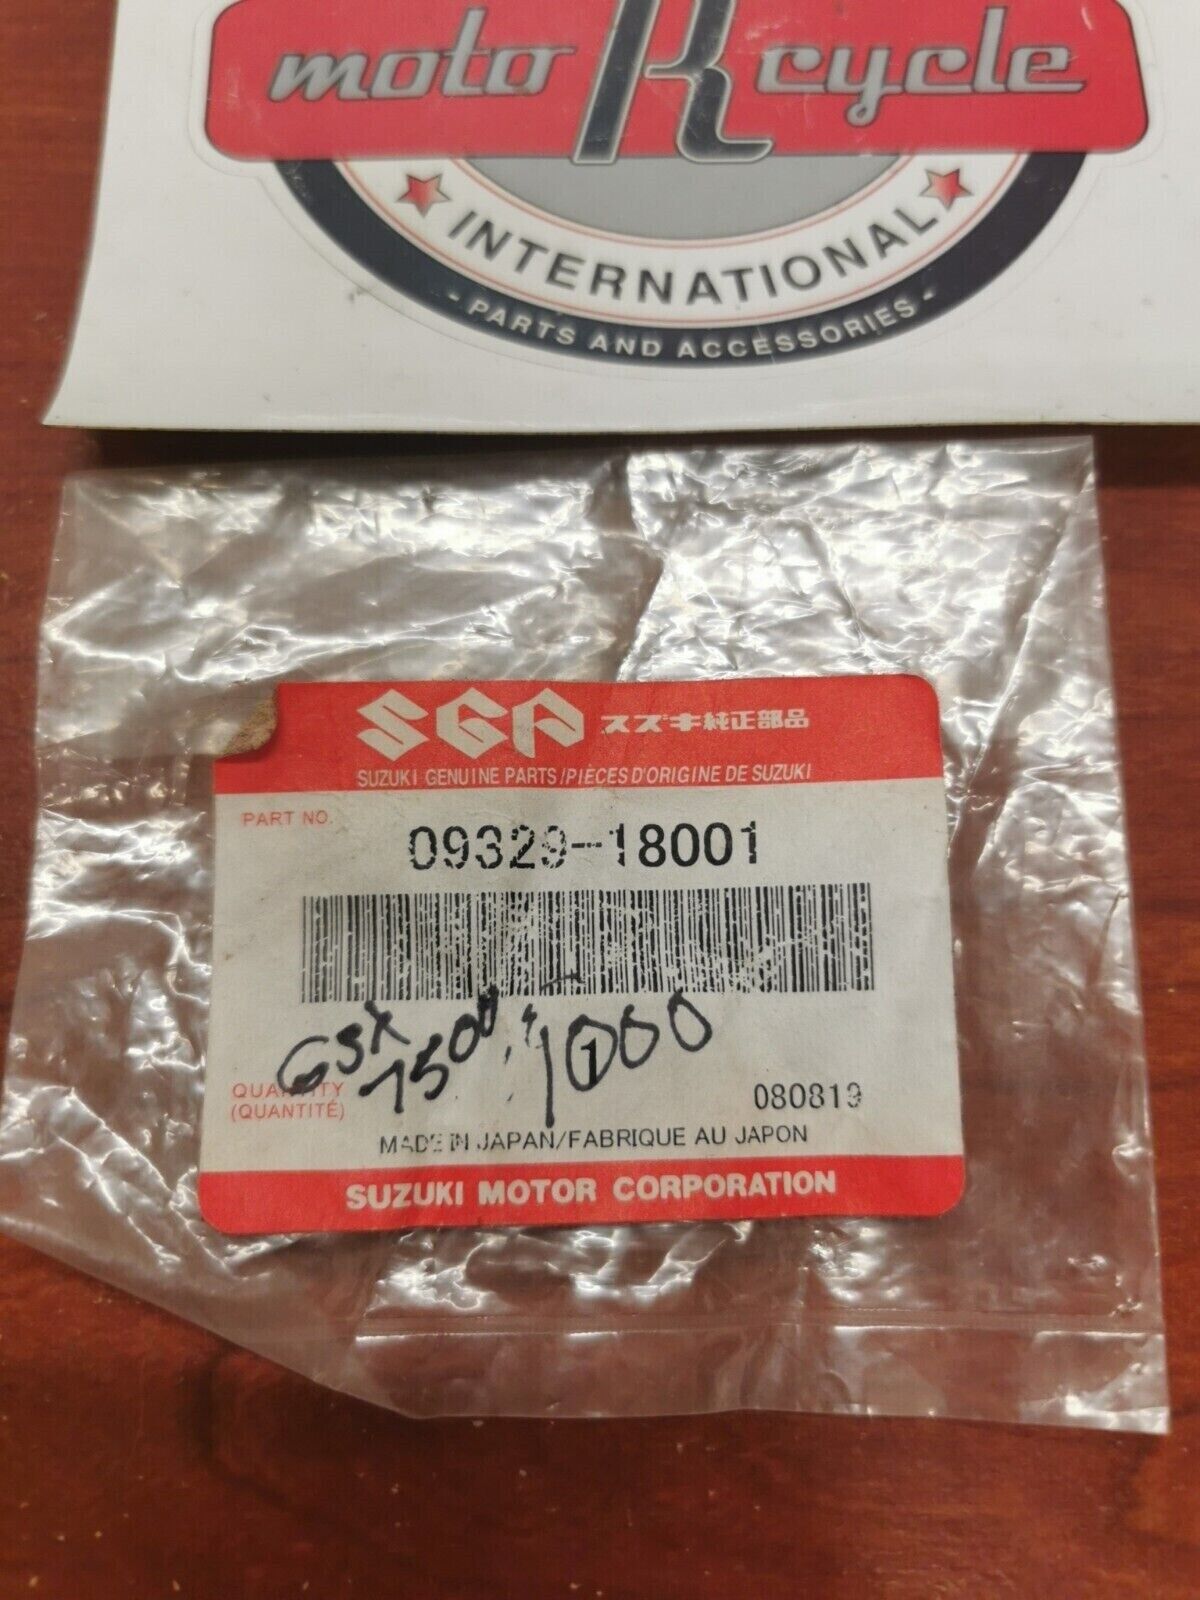 moto R cycle
INTERNATIONAL
- PARTS AND ACCESSORIES -
SGP スズキ純正部品
SUZUKI GENUINE PARTS/PIÈCES D'ORIGINE DE SUZUKI
PART NO.
09329-18001
GSX
7500 1000
1
QUANTITY
(QUANTITÉ)
080819
MADE IN JAPAN/FABRIQUE AU JAPON
SUZUKI MOTOR CORPORATION